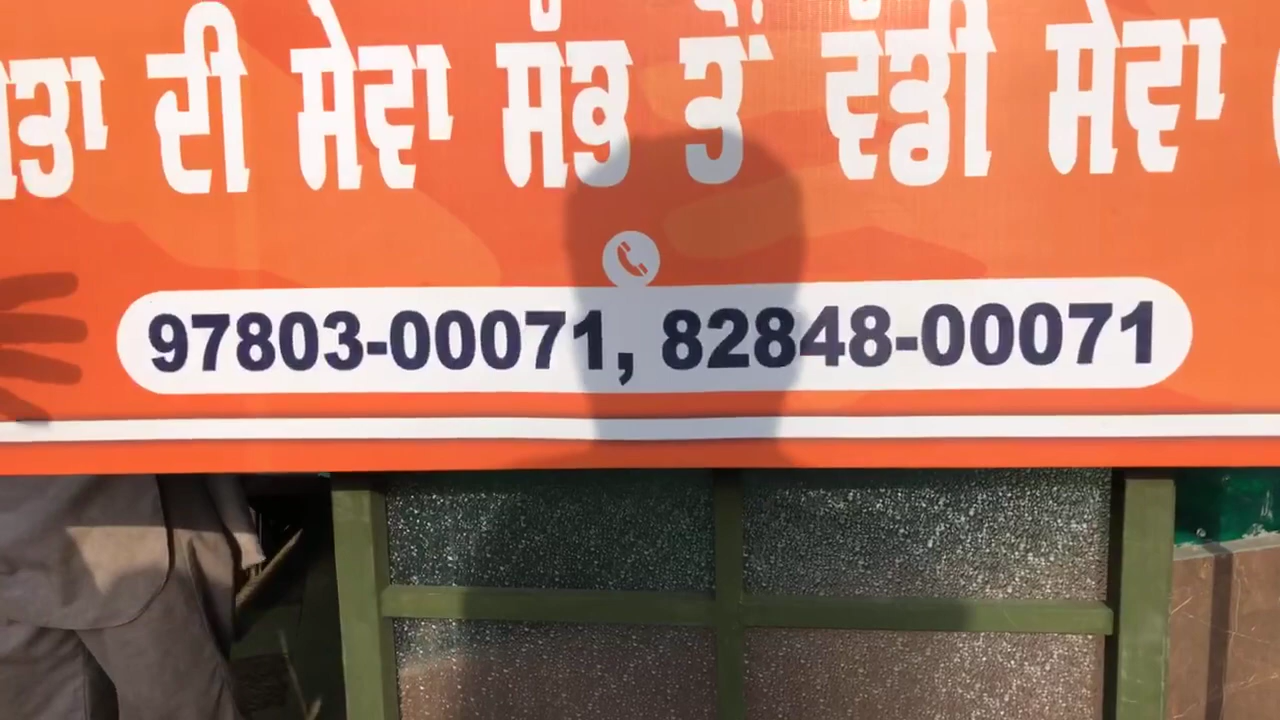 ਦੀ ਸੇਵਾ ਸੱਭ ਤੋਂ ਵੱਡੀ ਸੇਵਾ
97803-00071, 82848-00071